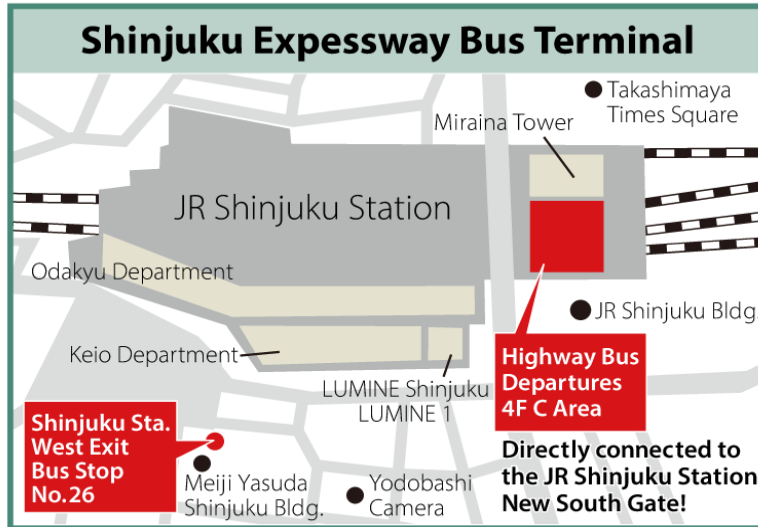 Shinjuku Expessway Bus Terminal
Takashimaya
Times Square
Miraina Tower
JR Shinjuku Station
Odakyu Department
JR Shinjuku Bldg.
Keio Department
Highway Bus
Departures
4F C Area
LUMINE Shinjuku
LUMINE 1
Shinjuku Sta.
West Exit
Bus Stop
No.26
Directly connected to
the JR Shinjuku Station
New South Gate!
Meiji Yasuda
Shinjuku Bldg.
Yodobashi
Camera